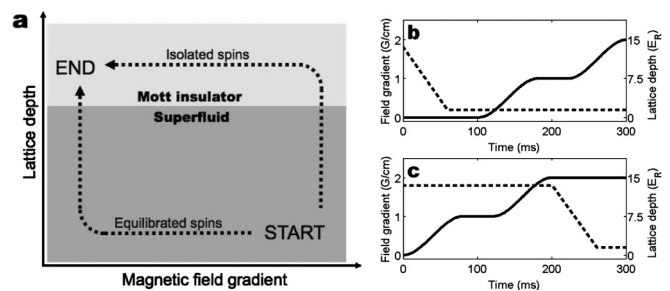 a
Lattice depth
END
Isolated spins
Mott insulator
Superfluid
Equilibrated spins
START
Magnetic field gradient
b
Field gradient (G/cm)
2
1
0
15
7.5
0
Lattice depth (E_R)
0 100 200 300
Time (ms)
c
Field gradient (G/cm)
2
1
0
15
7.5
0
Lattice depth (E_R)
0 100 200 300
Time (ms)